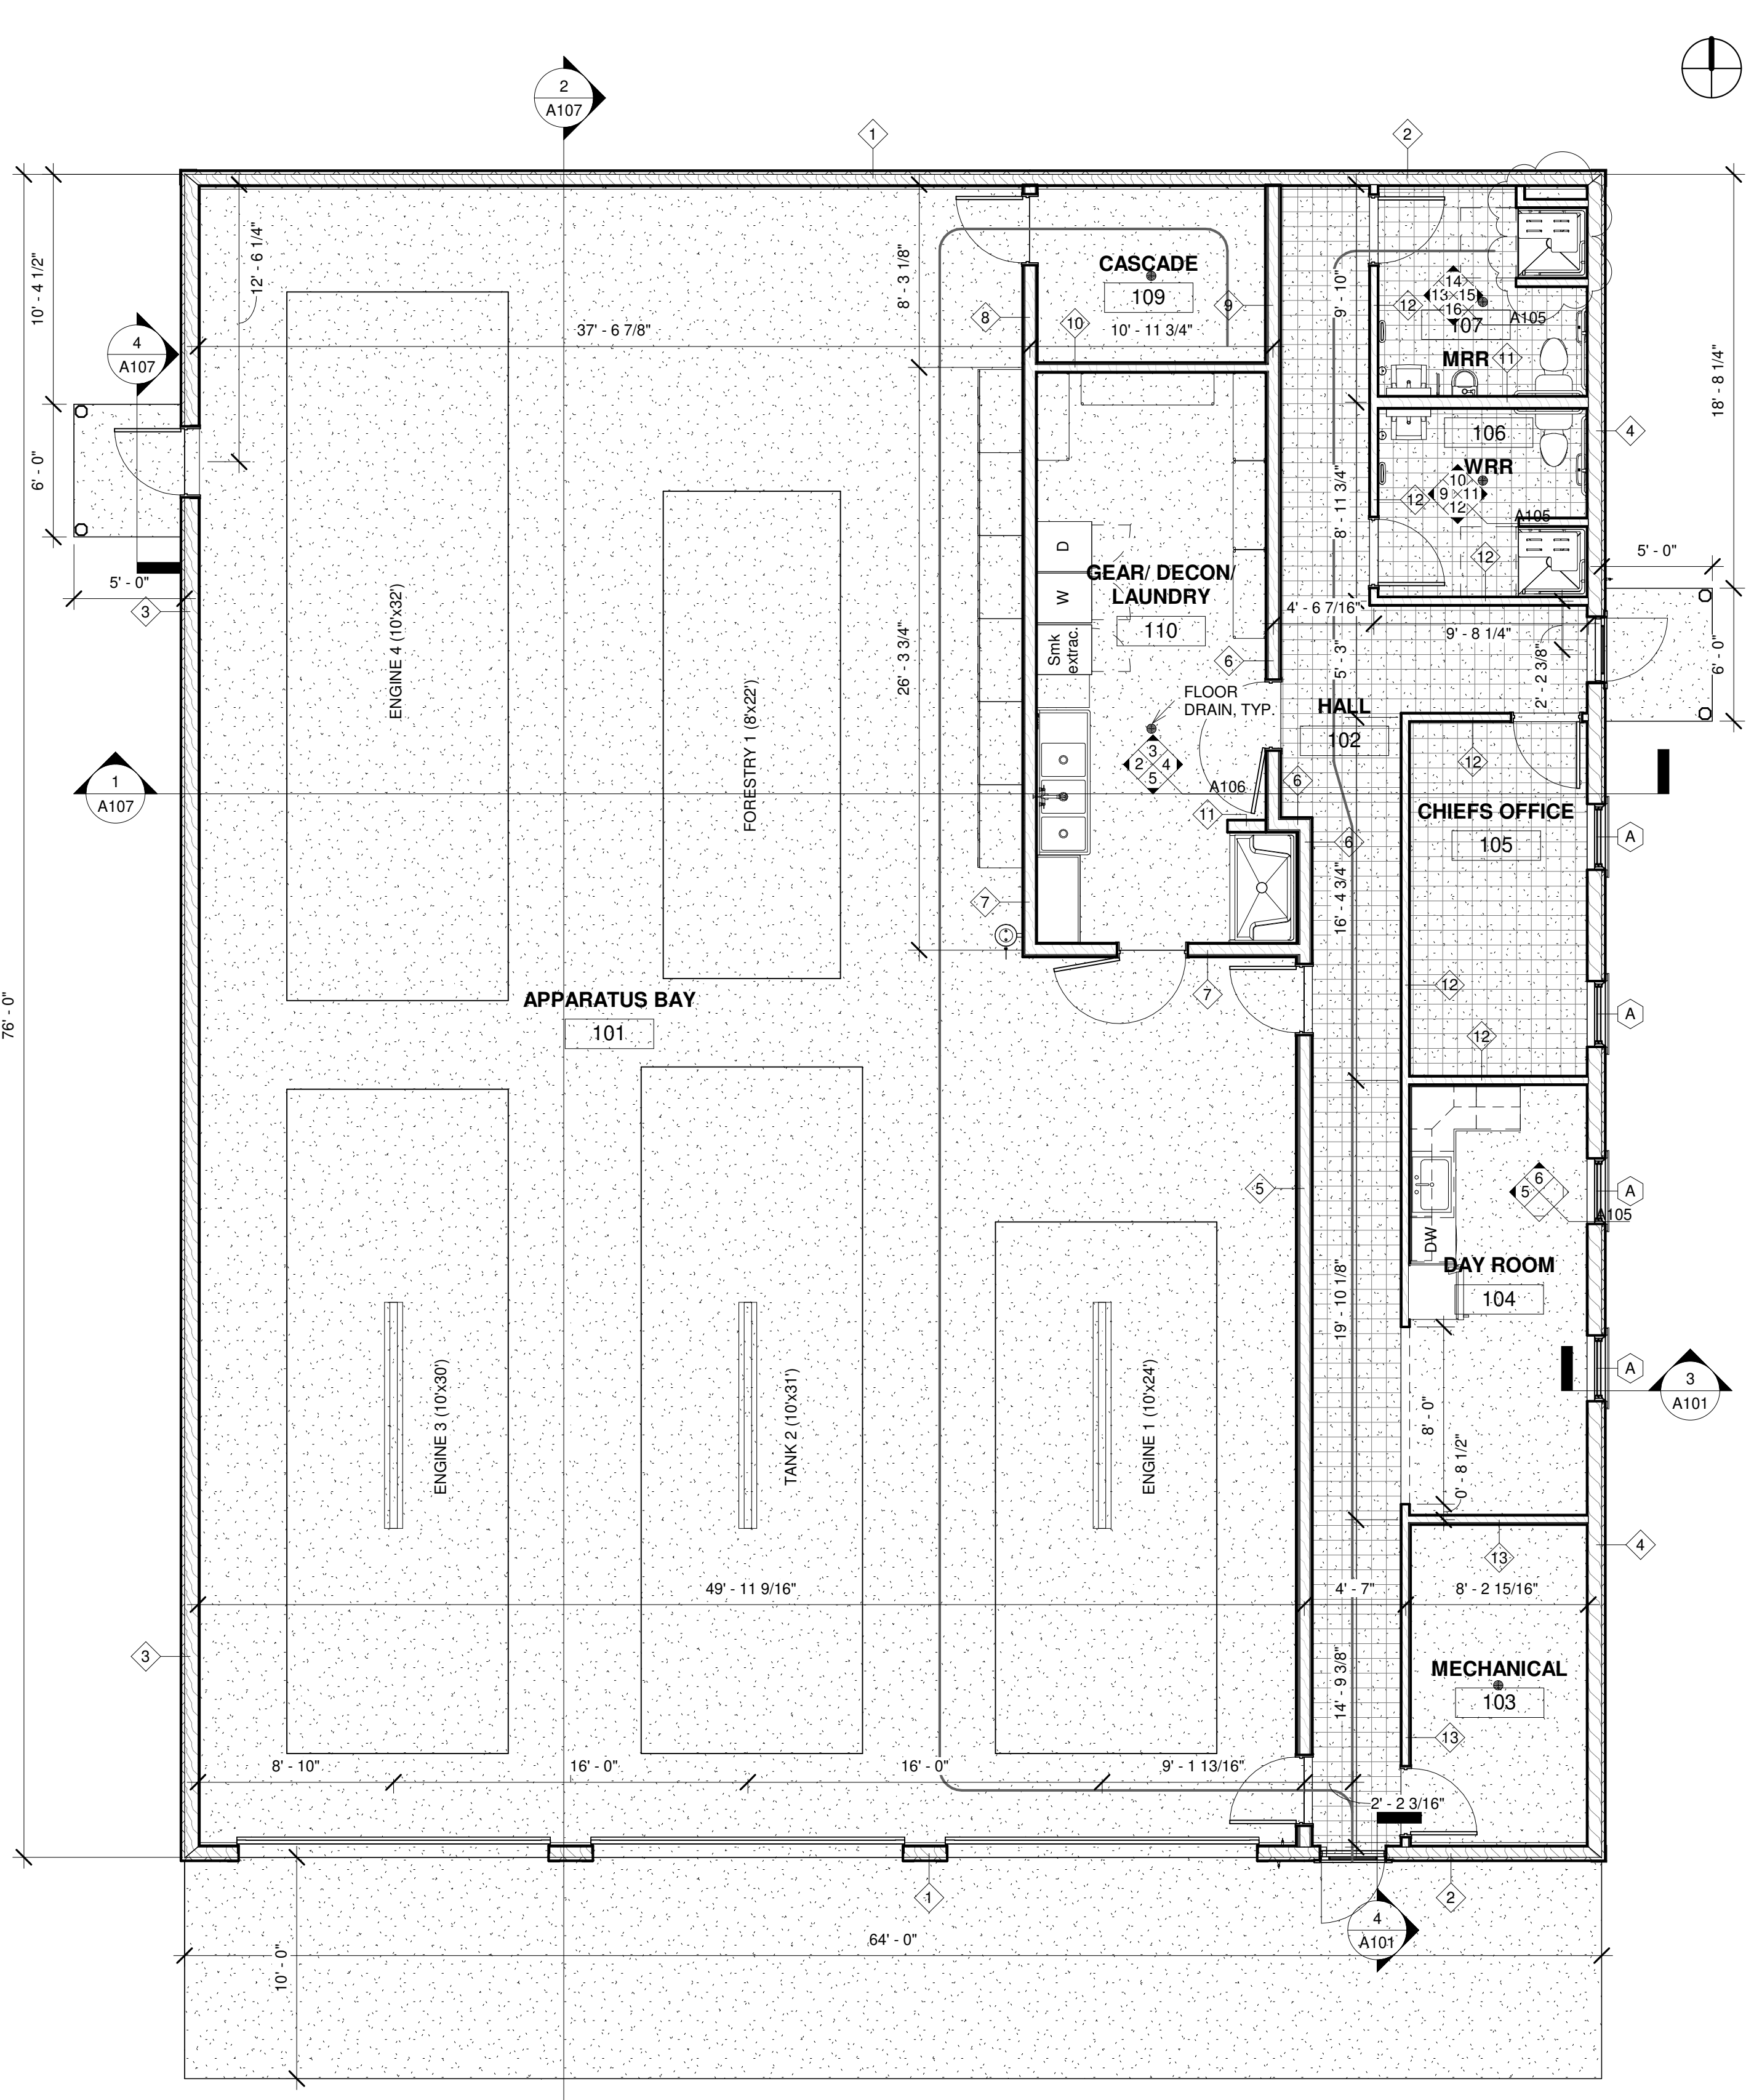 2
A107
1
2
10' - 4 1/2"
12' - 6 1/4"
8' - 3 1/8"
CASCADE
109
9
10
10' - 11 3/4"
8
37' - 6 7/8"
9' - 10"
12
14
13
15
16
A105
107
MRR
11
18' - 8 1/4"
4
A107
6' - 0"
5' - 0"
3
106
WRR
10
9
11
12
A105
12
12
4
8' - 11 3/4"
5' - 0"
ENGINE 4 (10'x32')
FORESTRY 1 (8'x22')
26' - 3 3/4"
D
W
Smk
extrac.
GEAR/ DECON/
LAUNDRY
110
6
4' - 6 7/16"
9' - 8 1/4"
5' - 3"
2' - 2 3/8"
6' - 0"
FLOOR
DRAIN, TYP.
HALL
102
3
2
4
5
A106
11
6
6
12
1
A107
CHIEFS OFFICE
105
A
16' - 4 3/4"
7
7
12
12
A
APPARATUS BAY
101
76' - 0"
5
6
5
A105
A
DW
DAY ROOM
104
19' - 10 1/8"
ENGINE 3 (10'x30')
TANK 2 (10'x31')
ENGINE 1 (10'x24')
A
3
A101
8' - 0"
0' - 8 1/2"
13
4
49' - 11 9/16"
4' - 7"
8' - 2 15/16"
3
MECHANICAL
103
14' - 9 3/8"
13
8' - 10"
16' - 0"
16' - 0"
9' - 1 13/16"
2' - 2 3/16"
1
2
4
A101
64' - 0"
10' - 0"